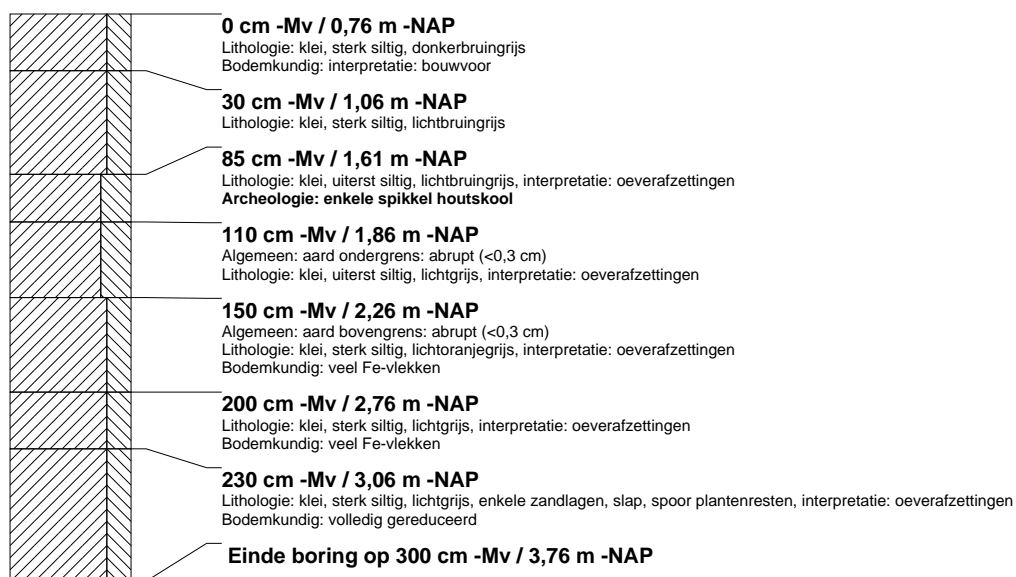 0 cm -Mv / 0,76 m -NAP
Lithologie: klei, sterk siltig, donkerbruingrijs
Bodemkundig: interpretatie: bouwvoor
30 cm -Mv / 1,06 m -NAP
Lithologie: klei, sterk siltig, lichtbruingrijs
85 cm -Mv / 1,61 m -NAP
Lithologie: klei, uiterst siltig, lichtbruingrijs, interpretatie: oeverafzettingen
Archeologie: enkele spikkel houtskool
110 cm -Mv / 1,86 m -NAP
Algemeen: aard ondergrens: abrupt (<0,3 cm)
Lithologie: klei, uiterst siltig, lichtgrijs, interpretatie: oeverafzettingen
150 cm -Mv / 2,26 m -NAP
Algemeen: aard bovengrens: abrupt (<0,3 cm)
Lithologie: klei, sterk siltig, lichtoranjegrijs, interpretatie: oeverafzettingen
Bodemkundig: veel Fe-vlekken
200 cm -Mv / 2,76 m -NAP
Lithologie: klei, sterk siltig, lichtgrijs, interpretatie: oeverafzettingen
Bodemkundig: veel Fe-vlekken
230 cm -Mv / 3,06 m -NAP
Lithologie: klei, sterk siltig, lichtgrijs, enkele zandlagen, slap, spoor plantenresten, interpretatie: oeverafzettingen
Bodemkundig: volledig gereduceerd
Einde boring op 300 cm -Mv / 3,76 m -NAP